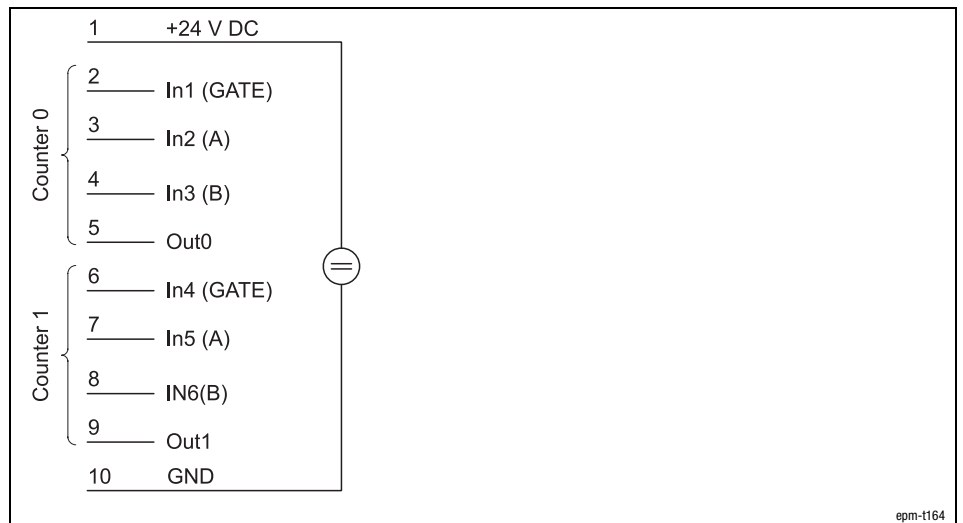 1 +24 V DC
Counter 0
2 In1 (GATE)
3 In2 (A)
4 In3 (B)
5 Out0
Counter 1
6 In4 (GATE)
7 In5 (A)
8 IN6(B)
9 Out1
10 GND
epm-t164